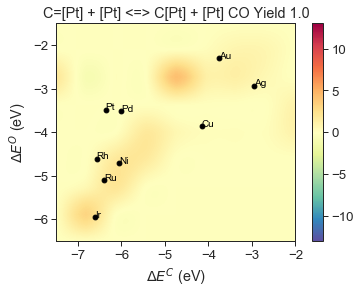 C=[Pt] + [Pt] <=> C[Pt] + [Pt] CO Yield 1.0
−2
−3
−4
−5
−6
ΔE^O (eV)
Au
Ag
Pt
Pd
Cu
Rh
Ni
Ru
Ir
−7
−6
−5
−4
−3
−2
ΔE^C (eV)
10
5
0
−5
−10